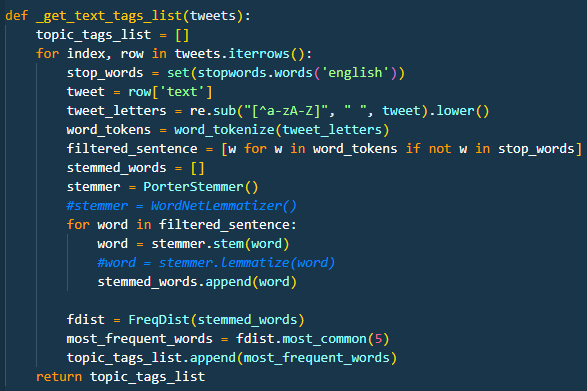 def _get_text_tags_list(tweets):
    topic_tags_list = []
    for index, row in tweets.iterrows():
        stop_words = set(stopwords.words('english'))
        tweet = row['text']
        tweet_letters = re.sub("[^a-zA-Z]", " ", tweet).lower()
        word_tokens = word_tokenize(tweet_letters)
        filtered_sentence = [w for w in word_tokens if not w in stop_words]
        stemmed_words = []
        stemmer = PorterStemmer()
        #stemmer = WordNetLemmatizer()
        for word in filtered_sentence:
            word = stemmer.stem(word)
            #word = stemmer.lemmatize(word)
            stemmed_words.append(word)

        fdist = FreqDist(stemmed_words)
        most_frequent_words = fdist.most_common(5)
        topic_tags_list.append(most_frequent_words)
    return topic_tags_list